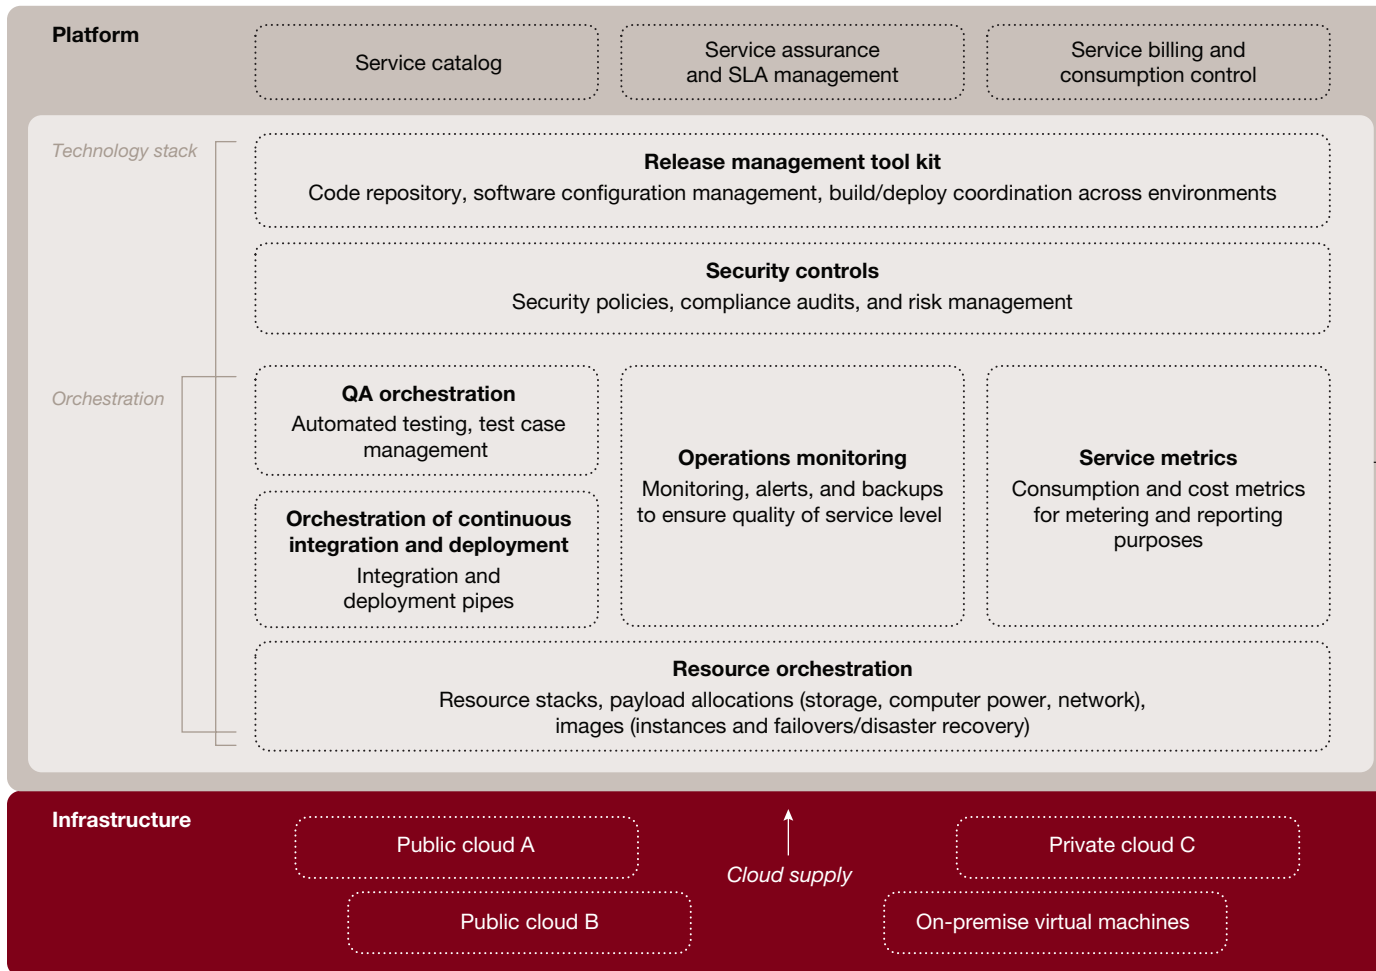 Platform
Service catalog
Service assurance
and SLA management
Service billing and
consumption control
Technology stack
Release management tool kit
Code repository, software configuration management, build/deploy coordination across environments
Security controls
Security policies, compliance audits, and risk management
Orchestration
QA orchestration
Automated testing, test case
management
Orchestration of continuous
integration and deployment
Integration and
deployment pipes
Operations monitoring
Monitoring, alerts, and backups
to ensure quality of service level
Service metrics
Consumption and cost metrics
for metering and reporting
purposes
Resource orchestration
Resource stacks, payload allocations (storage, computer power, network),
images (instances and failovers/disaster recovery)
Infrastructure
Public cloud A
Public cloud B
Cloud supply
Private cloud C
On-premise virtual machines